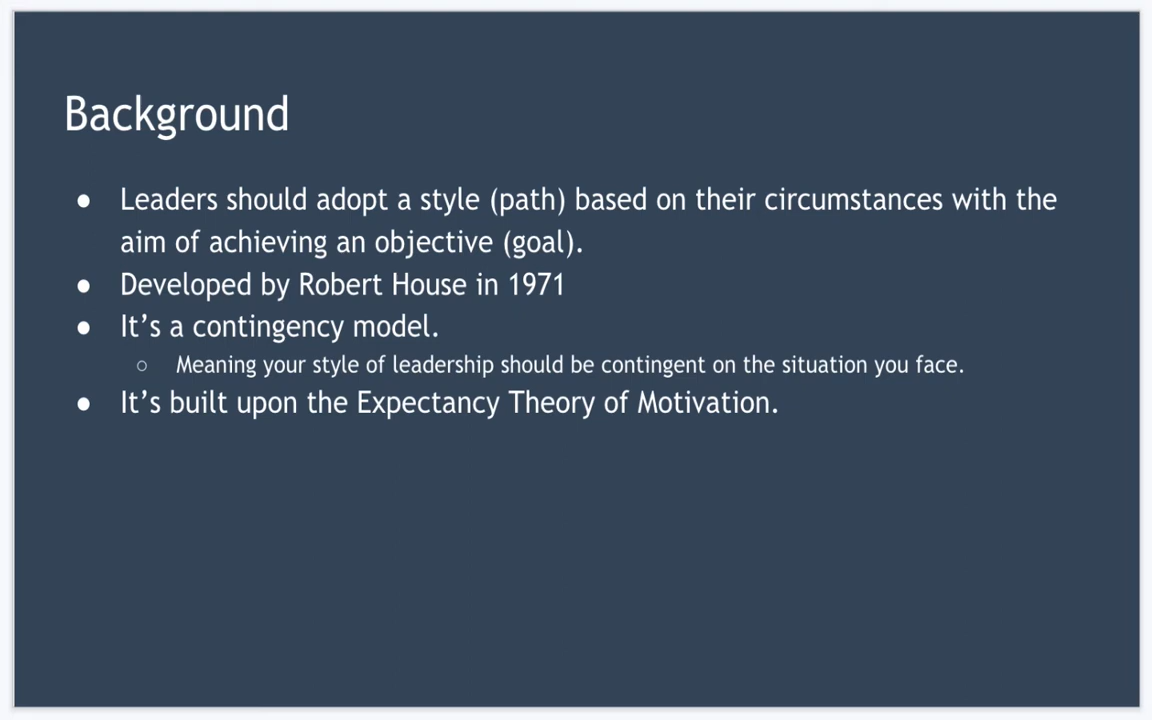 Background
● Leaders should adopt a style (path) based on their circumstances with the
aim of achieving an objective (goal).
● Developed by Robert House in 1971
● It’s a contingency model.
○ Meaning your style of leadership should be contingent on the situation you face.
● It’s built upon the Expectancy Theory of Motivation.